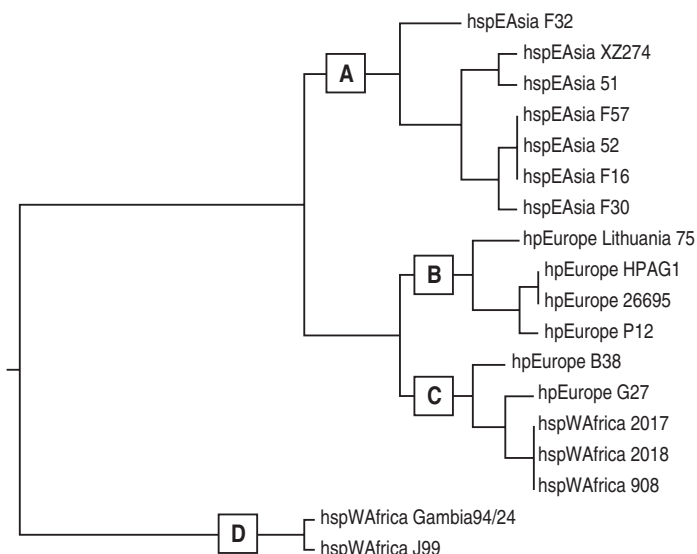 hspEAsia F32
hspEAsia XZ274
A
hspEAsia 51
hspEAsia F57
hspEAsia 52
hspEAsia F16
hspEAsia F30
hpEurope Lithuania 75
hpEurope HPAG1
B
hpEurope 26695
hpEurope P12
hpEurope B38
C
hpEurope G27
hspWAfrica 2017
hspWAfrica 2018
hspWAfrica 908
hspWAfrica Gambia94/24
D
hspWAfrica J99